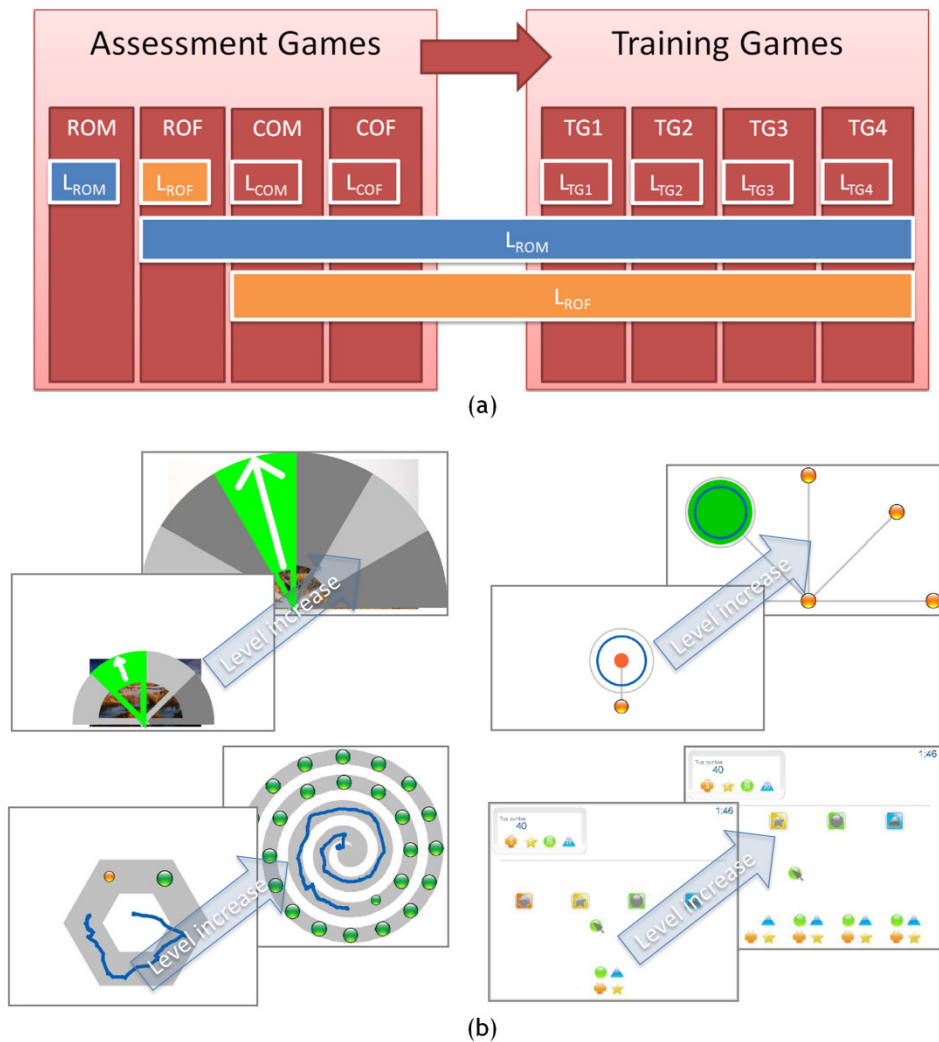 Assessment Games
Training Games
ROM ROF COM COF
TG1 TG2 TG3 TG4
LROM LROF LCOM LCOF
LTG1 LTG2 LTG3 LTG4
LROM
LROF
(a)
Level increase
Level increase
1:46
Tus puntos
40
1:46
Tus puntos
40
Level increase
Level increase
(b)